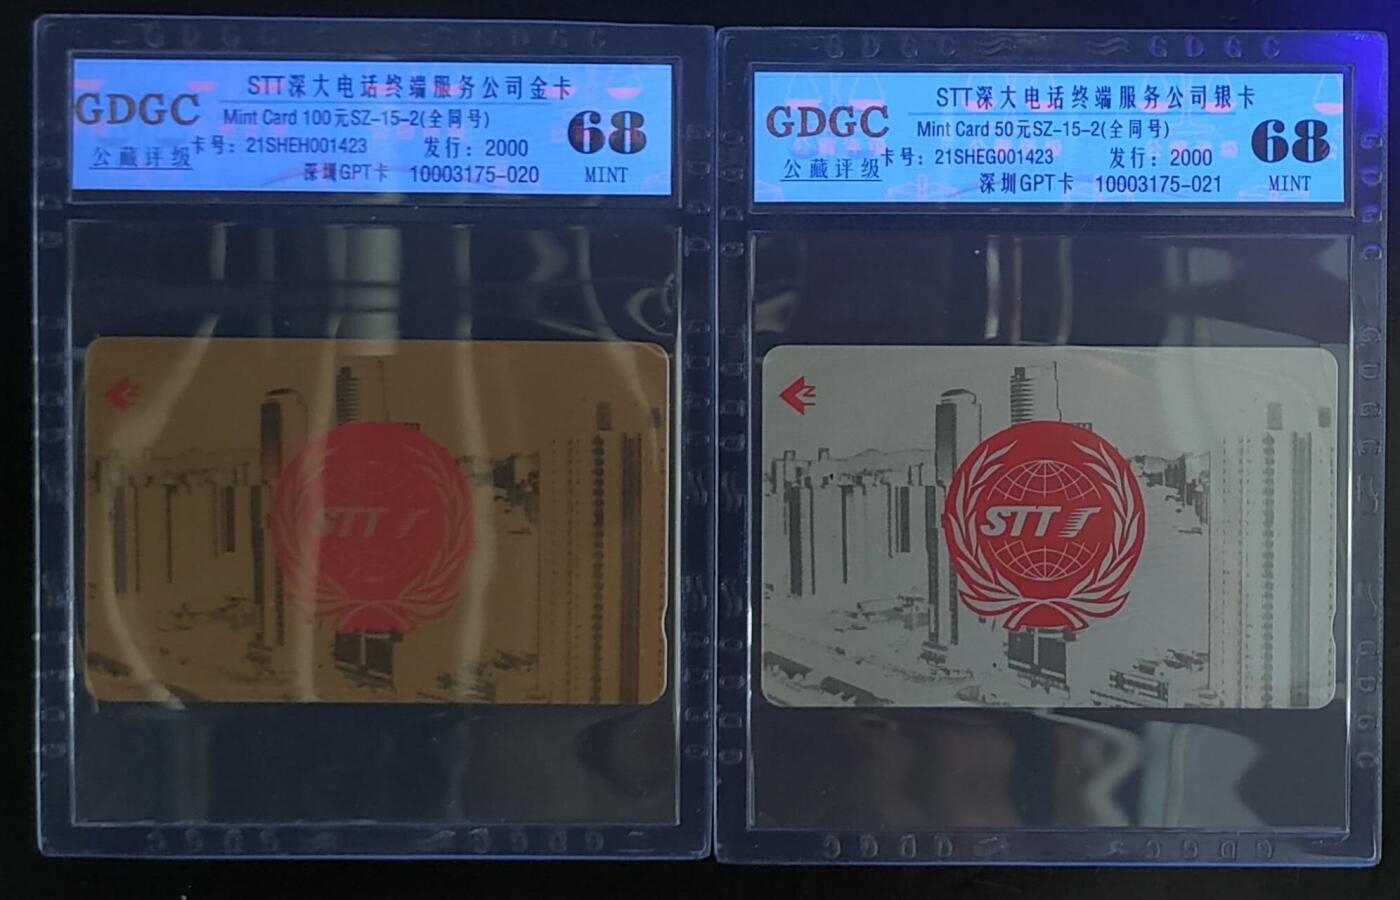 STT深大电话终端服务公司金卡
GDGC
Mint Card 100元SZ-15-2(全同号)
68
公藏评级
卡号：21SHEH001423 发行：2000
深圳GPT卡 10003175-020
MINT
STT
STT深大电话终端服务公司银卡
GDGC
Mint Card 50元SZ-15-2(全同号)
68
公藏评级
卡号：21SHEG001423 发行：2000
深圳GPT卡 10003175-021
MINT
STT